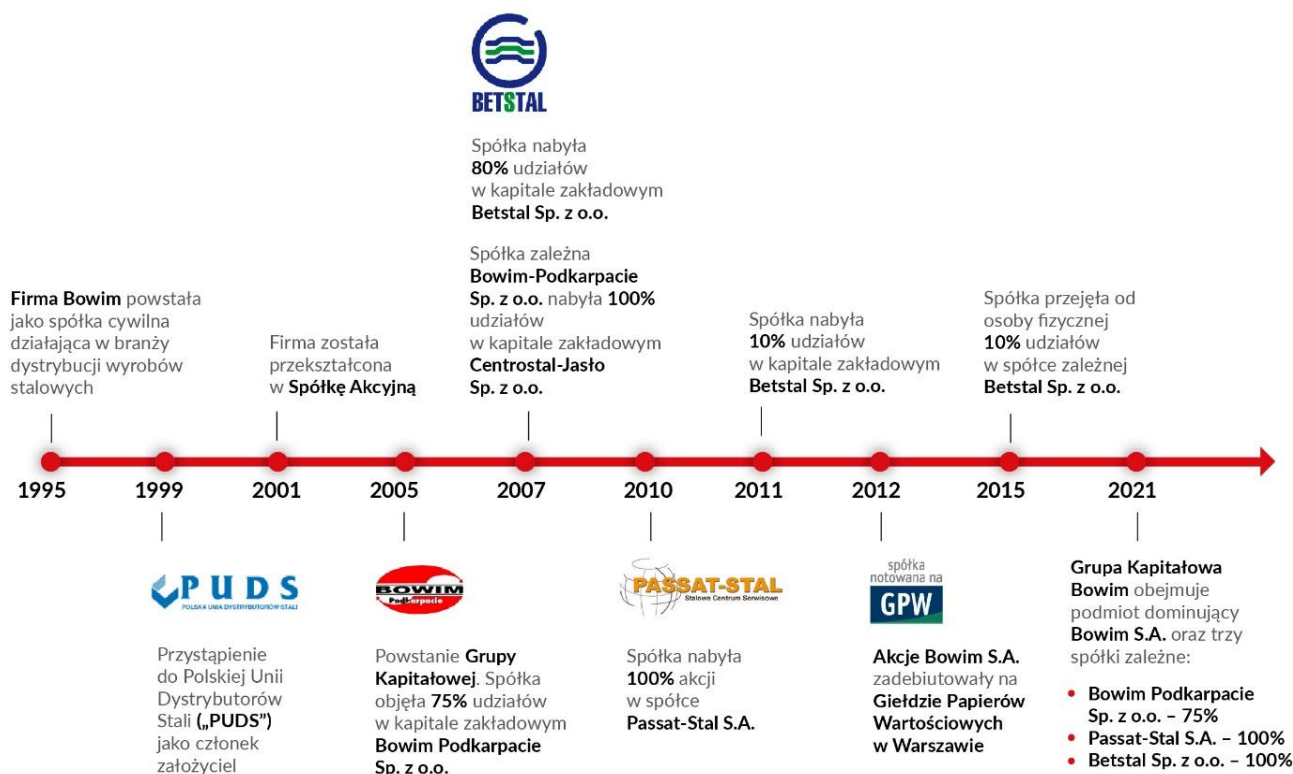 BETSTAL
Spółka nabyła
80% udziałów
w kapitale zakładowym
Betstal Sp. z o.o.
Spółka zależna
Bowim-Podkarpacie
Sp. z o.o. nabyła 100%
udziałów
w kapitale zakładowym
Centrostal-Jasło
Sp. z o.o.
Firma Bowim powstała
jako spółka cywilna
działająca w branży
dystrybucji wyrobów
stalowych
Firma została
przekształcona
w Spółkę Akcyjną
Spółka nabyła
10% udziałów
w kapitale zakładowym
Betstal Sp. z o.o.
Spółka przejęła od
osoby fizycznej
10% udziałów
w spółce zależnej
Betstal Sp. z o.o.
1995 1999 2001 2005 2007 2010 2011 2012 2015 2021
PUDS
POLSKA UNIA DYSTRYBUTORÓW STALI
Przystąpienie
do Polskiej Unii
Dystrybutorów
Stali („PUDS”)
jako członek
założyciel
BOWIM
Podkarpacie
Powstanie Grupy
Kapitałowej. Spółka
objęła 75% udziałów
w kapitale zakładowym
Bowim Podkarpacie
Sp. z o.o.
PASSAT-STAL
Stalowe Centrum Serwisowe
Spółka nabyła
100% akcji
w spółce
Passat-Stal S.A.
spółka
notowana na
GPW
Akcje Bowim S.A.
zadebiutowały na
Giełdzie Papierów
Wartościowych
w Warszawie
Grupa Kapitałowa
Bowim obejmuje
podmiot dominujący
Bowim S.A. oraz trzy
spółki zależne:
• Bowim Podkarpacie
Sp. z o.o. – 75%
• Passat-Stal S.A. – 100%
• Betstal Sp. z o.o. – 100%